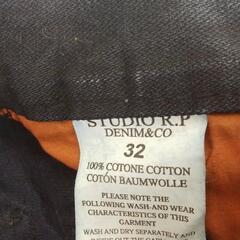 STUDIO R.P
DENIM&CO
32
100% COTONE COTTON
COTÓN BAUMWOLLE
PLEASE NOTE THE
FOLLOWING WASH-AND WEAR
CHARACTERISTICS OF THIS
GARMENT
WASH AND DRY SEPARATELY AND